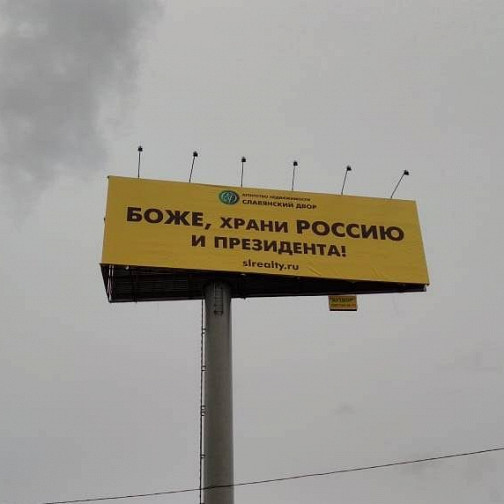 АГЕНТСТВО НЕДВИЖИМОСТИ
СЛАВЯНСКИЙ ДВОР
БОЖЕ, ХРАНИ РОССИЮ
И ПРЕЗИДЕНТА!
slrealty.ru